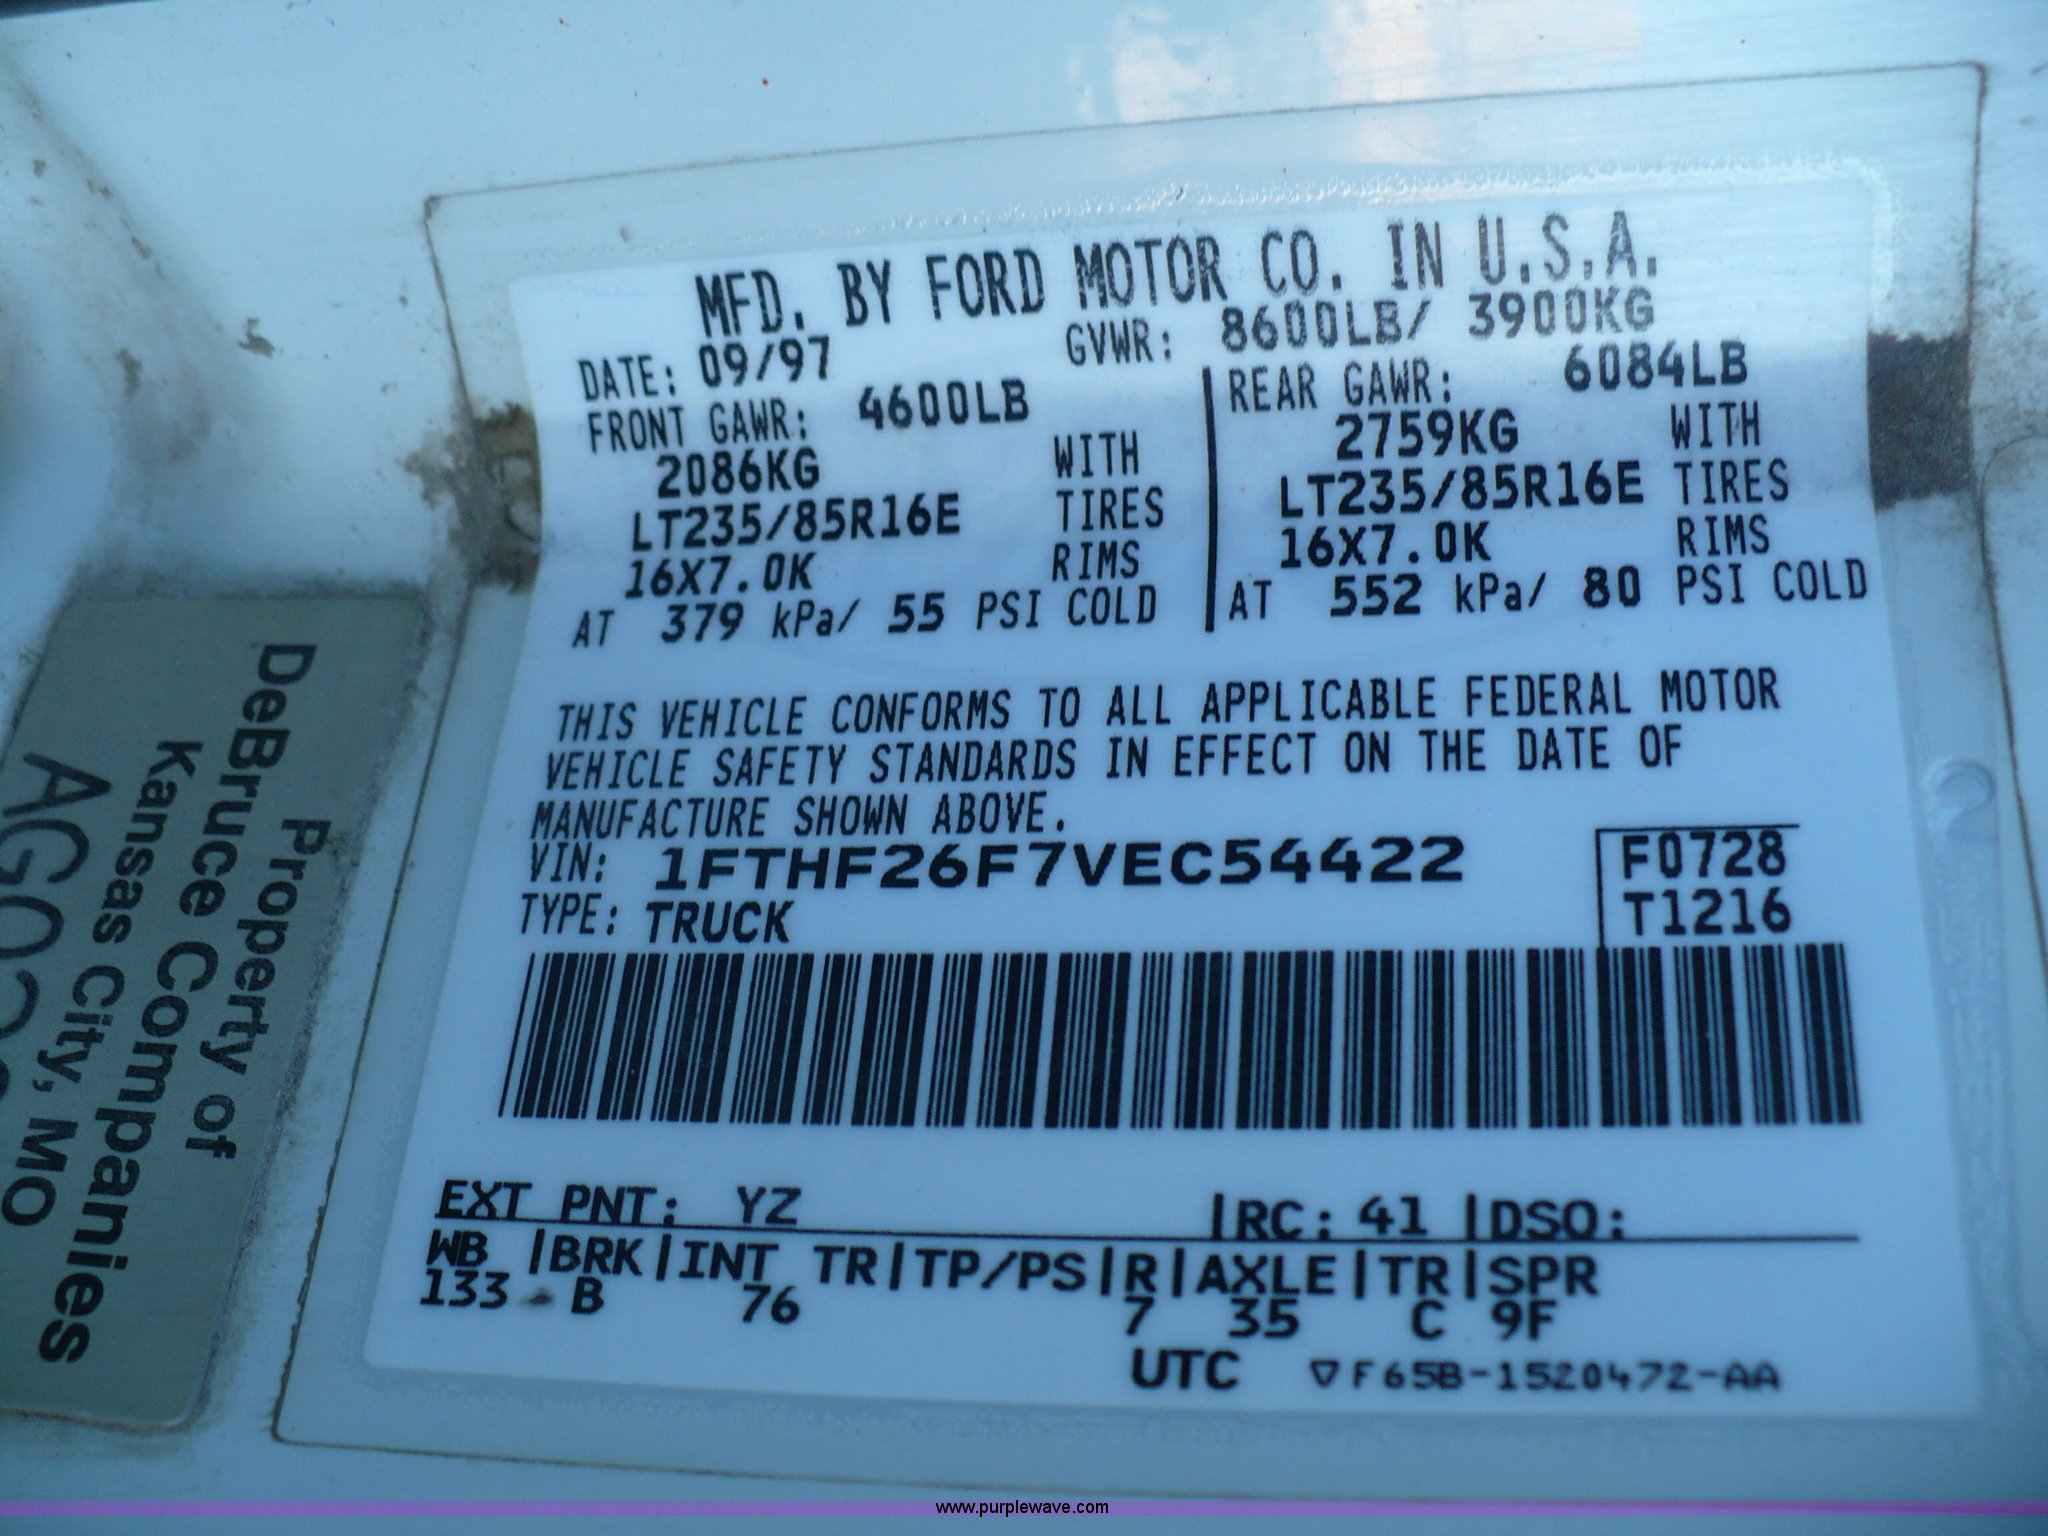 MFD. BY FORD MOTOR CO. IN U.S.A.
DATE: 09/97 GVWR: 8600LB/ 3900KG
FRONT GAWR: 4600LB
2086KG WITH
LT235/85R16E TIRES
16X7.0K RIMS
AT 379 kPa/ 55 PSI COLD
REAR GAWR: 6084LB
2759KG WITH
LT235/85R16E TIRES
16X7.0K RIMS
AT 552 kPa/ 80 PSI COLD
THIS VEHICLE CONFORMS TO ALL APPLICABLE FEDERAL MOTOR
VEHICLE SAFETY STANDARDS IN EFFECT ON THE DATE OF
MANUFACTURE SHOWN ABOVE.
VIN: 1FTHF26F7VEC54422
TYPE: TRUCK
F0728
T1216
EXT PNT: YZ |RC: 41 |DSO:
WB |BRK|INT TR|TP/PS|R|AXLE|TR|SPR
133 B 76 7 35 C 9F
UTC ▽F65B-1520472-AA
Property of
DeBruce Companies
Kansas City, MO
www.purplewave.com